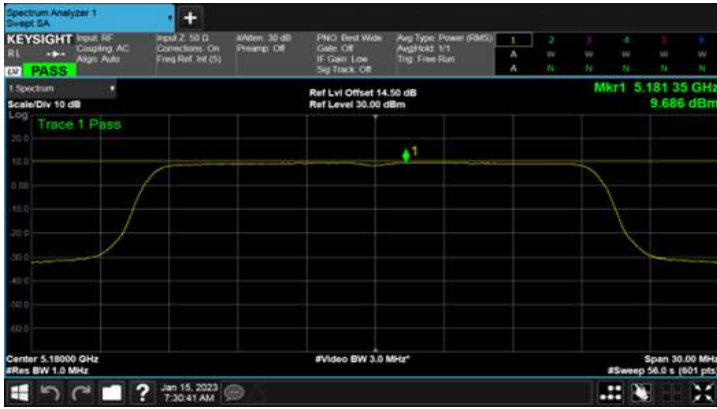 Spectrum Analyzer 1
Swept SA
KEYSIGHT
RL
LXI PASS
Input: RF
Coupling: AC
Align: Auto
Input Z: 50 Ω
Corrections: On
Freq Ref: Int (S)
#Atten: 30 dB
Preamp: Off
PNO: Best Wide
Gate: Off
IF Gain: Low
Sig Track: Off
Avg Type: Power (RMS)
Avg|Hold: 1/1
Trig: Free Run
1 2 3 4 5 6
A W W W W W
A N N N N N
1 Spectrum
Scale/Div 10 dB
Log
Ref Lvl Offset 14.50 dB
Ref Level 30.00 dBm
Mkr1 5.181 35 GHz
9.686 dBm
Trace 1 Pass
20.0
10.0
0.00
-10.0
-20.0
-30.0
-40.0
-50.0
-60.0
1
Center 5.18000 GHz
#Res BW 1.0 MHz
#Video BW 3.0 MHz*
Span 30.00 MHz
#Sweep 56.0 s (601 pts)
?
Jan 15, 2023
7:30:41 AM